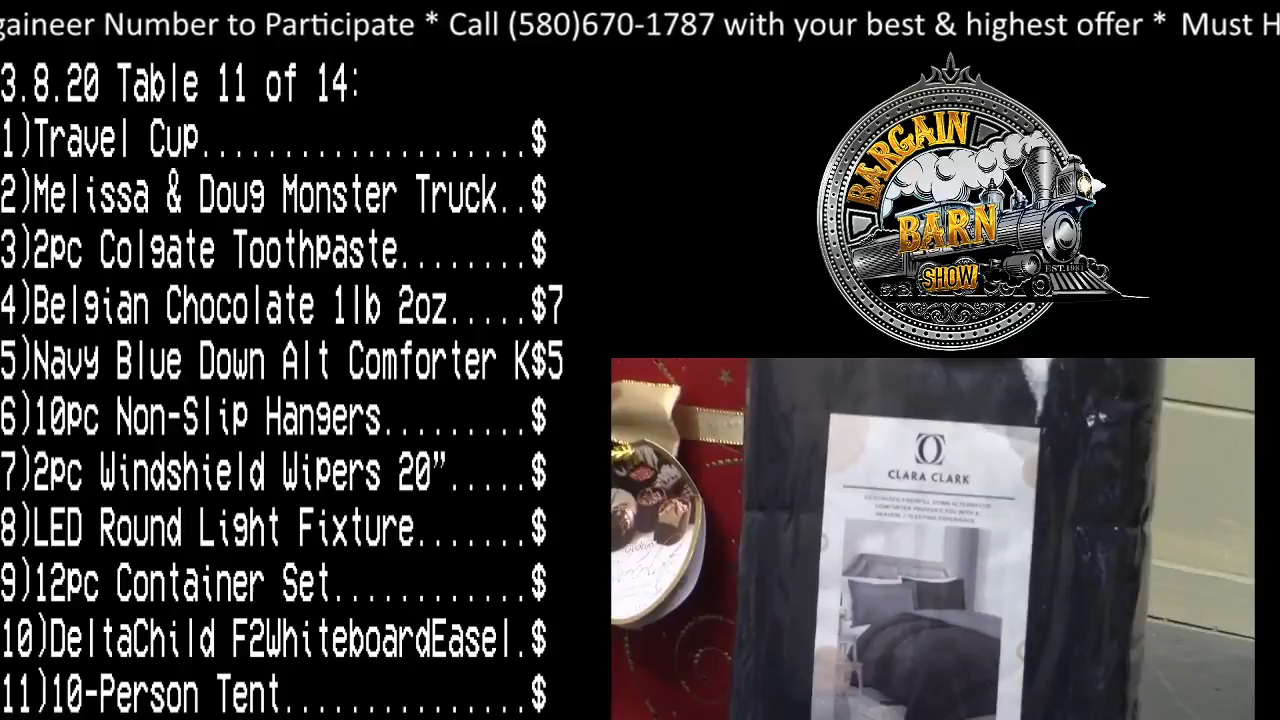 gaineer Number to Participate * Call (580)670-1787 with your best & highest offer * Must H
3.8.20 Table 11 of 14:
1)Travel Cup....................$
2)Melissa & Doug Monster Truck..$
3)2pc Colgate Toothpaste........$
4)Belgian Chocolate 1lb 2oz.....$7
5)Navy Blue Down Alt Comforter K$5
6)10pc Non-Slip Hangers.........$
7)2pc Windshield Wipers 20".....$
8)LED Round Light Fixture.......$
9)12pc Container Set............$
10)DeltaChild F2WhiteboardEasel.$
11)10-Person Tent...............$
BARGAIN
BARN
SHOW
CLARA CLARK